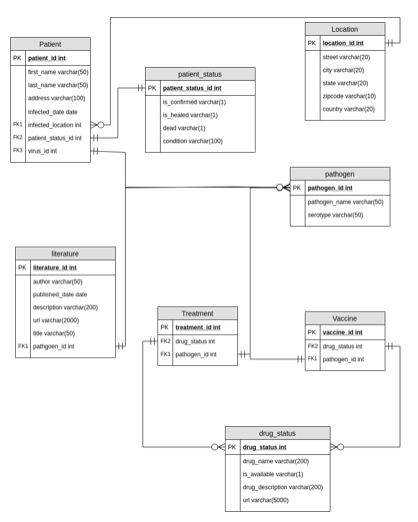 Location
PK location_id int
street varchar(20)
city varchar(20)
state varchar(20)
zipcode varchar(10)
country varchar(20)
Patient
PK patient_id int
first_name varchar(50)
last_name varchar(50)
address varchar(100)
infected_date date
FK1 infected_location int
FK2 patient_status_id int
FK3 virus_id int
patient_status
PK patient_status_id int
is_confirmed varchar(1)
is_healed varchar(1)
dead varchar(1)
condition varchar(100)
pathogen
PK pathogen_id int
pathogen_name varchar(50)
serotype varchar(50)
literature
PK literature_id int
author varchar(50)
published_date date
description varchar(200)
url varchar(2000)
title varchar(50)
FK1 pathgoen_id int
Treatment
PK treatment_id int
FK2 drug_status int
FK1 pathogen_id int
Vaccine
PK vaccine_id int
FK2 drug_status int
FK1 pathogen_id int
drug_status
PK drug_status int
drug_name varchar(200)
is_available varchar(1)
drug_description varchar(200)
url varchar(5000)